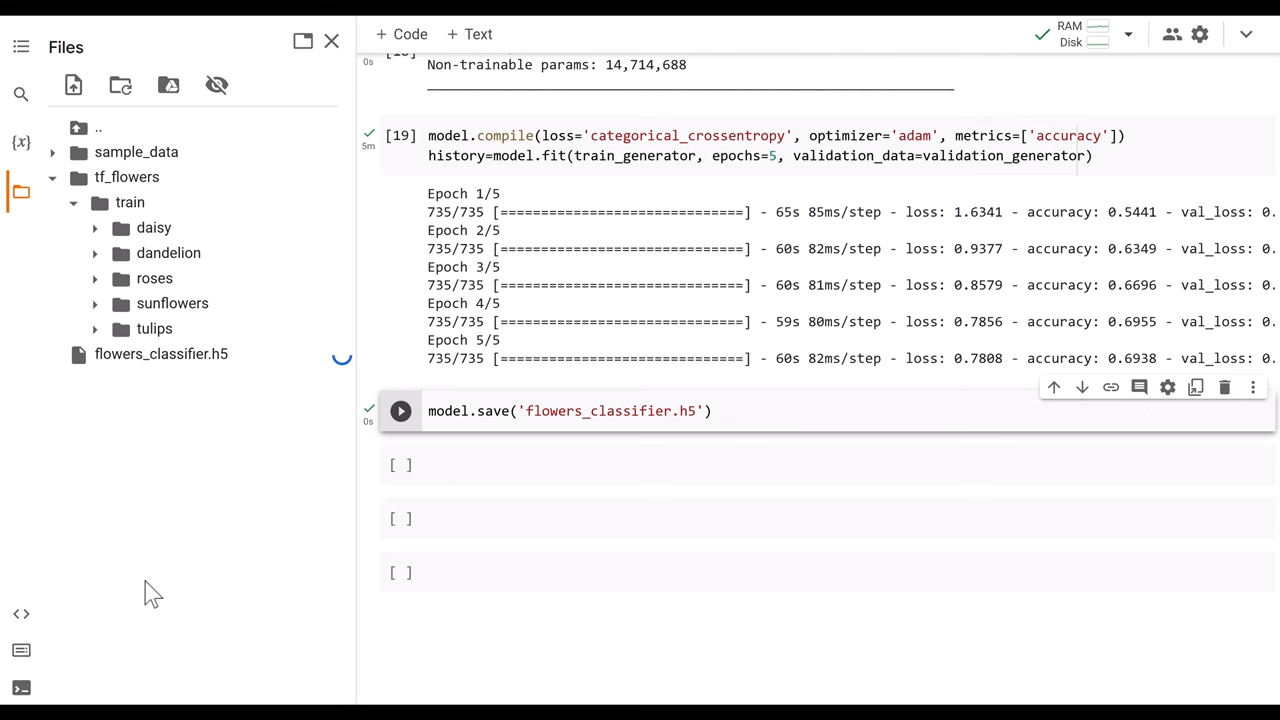 Files
..
sample_data
tf_flowers
train
daisy
dandelion
roses
sunflowers
tulips
flowers_classifier.h5
{x}
+ Code + Text
RAM
Disk
0s
Non-trainable params: 14,714,688
[19]
5m
model.compile(loss='categorical_crossentropy', optimizer='adam', metrics=['accuracy'])
history=model.fit(train_generator, epochs=5, validation_data=validation_generator)
Epoch 1/5
735/735 [==============================] - 65s 85ms/step - loss: 1.6341 - accuracy: 0.5441 - val_loss: 0.
Epoch 2/5
735/735 [==============================] - 60s 82ms/step - loss: 0.9377 - accuracy: 0.6349 - val_loss: 0.
Epoch 3/5
735/735 [==============================] - 60s 81ms/step - loss: 0.8579 - accuracy: 0.6696 - val_loss: 0.
Epoch 4/5
735/735 [==============================] - 59s 80ms/step - loss: 0.7856 - accuracy: 0.6955 - val_loss: 0.
Epoch 5/5
735/735 [==============================] - 60s 82ms/step - loss: 0.7808 - accuracy: 0.6938 - val_loss: 0.
0s
model.save('flowers_classifier.h5')
[ ]
[ ]
[ ]